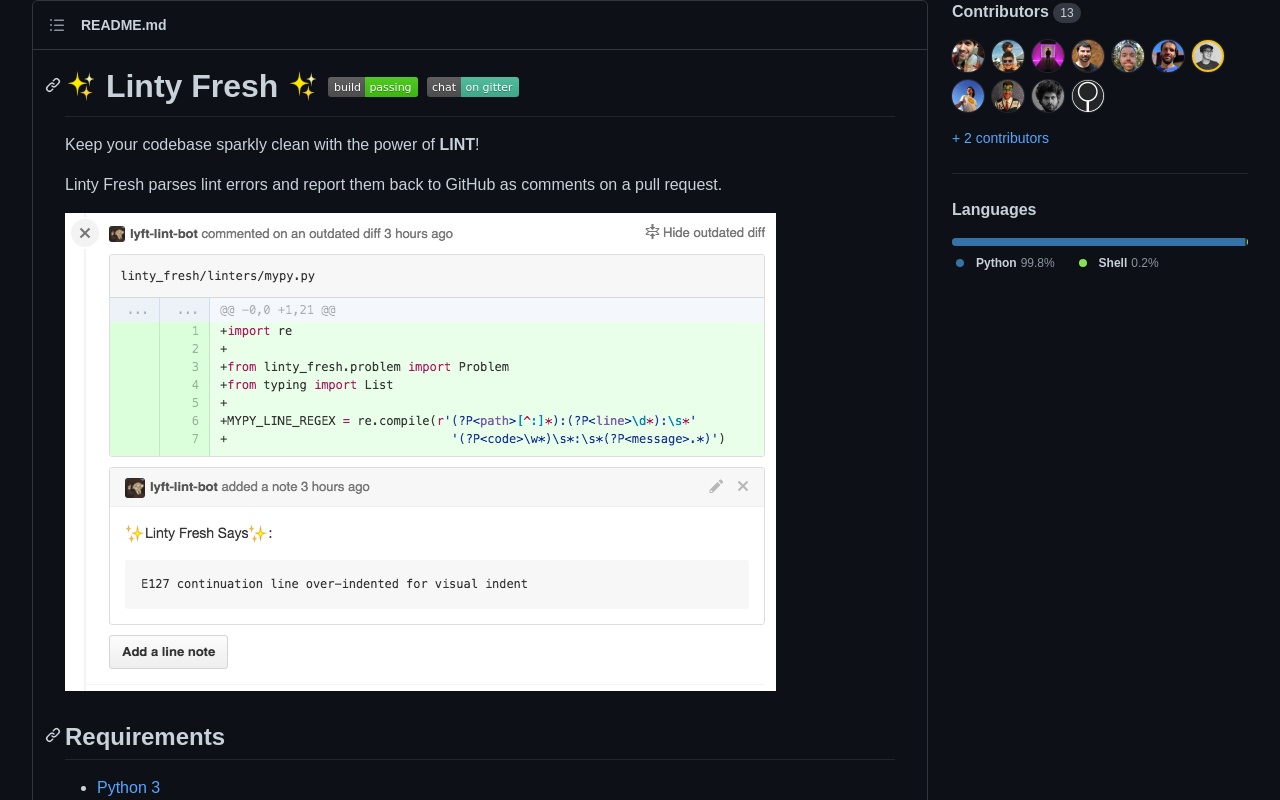 README.md
✨ Linty Fresh ✨ build passing chat on gitter
Keep your codebase sparkly clean with the power of LINT!
Linty Fresh parses lint errors and report them back to GitHub as comments on a pull request.
lyft-lint-bot commented on an outdated diff 3 hours ago Hide outdated diff
linty_fresh/linters/mypy.py
... ... @@ -0,0 +1,21 @@
1 +import re
2 +
3 +from linty_fresh.problem import Problem
4 +from typing import List
5 +
6 +MYPY_LINE_REGEX = re.compile(r'(?P<path>[^:]*):(?P<line>\d*):\s*'
7 + '(?P<code>\w*)\s*:\s*(?P<message>.*)')
lyft-lint-bot added a note 3 hours ago
✨Linty Fresh Says✨:
E127 continuation line over-indented for visual indent
Add a line note
Requirements
Python 3
Contributors 13
+ 2 contributors
Languages
Python 99.8% Shell 0.2%